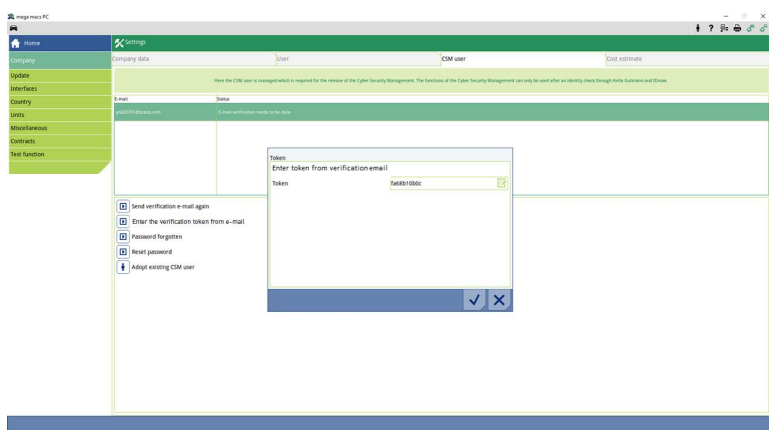 mega macs PC
Home
Settings
Company
Company data
User
CSM user
Cost estimate
Update
Interfaces
Country
Units
Miscellaneous
Contracts
Test function
Here the CSM user is managed which is required for the release of the Cyber Security Management. The functions of the Cyber Security Management can only be used after an identity check through Hella Gutmann and IDnow.
E-mail
Status
E-mail verification needs to be done
Token
Enter token from verification email
Token
fa68b10b0c
Send verification e-mail again
Enter the verification token from e-mail
Password forgotten
Reset password
Adopt existing CSM user